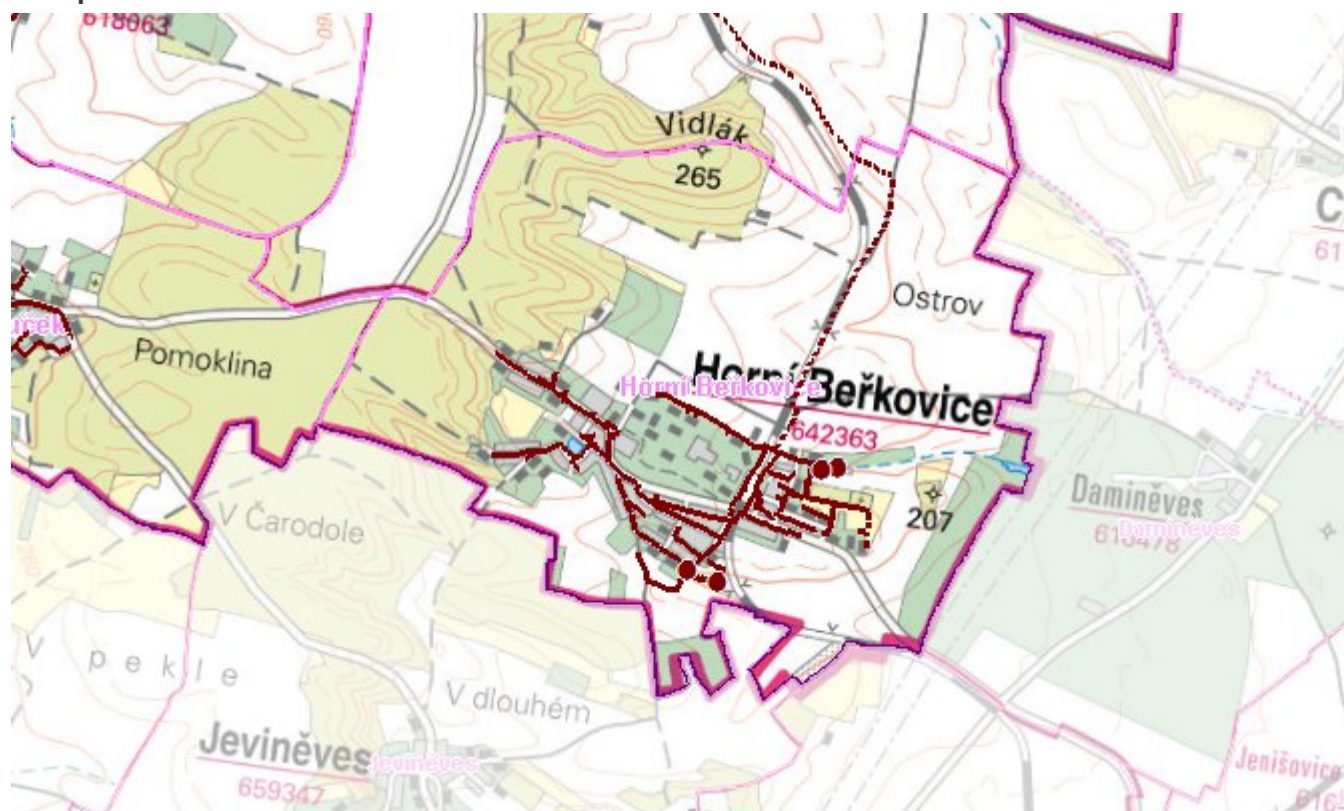 618063
Vidlák
265
Ostrov
Pomoklina
Horní Beřkovice
Horní Beřkovice
642363
207
Daminěves
Daminěves
613478
V Čarodole
V pekle
V dlouhém
Jeviněves
Jeviněves
659347
Jenišovice